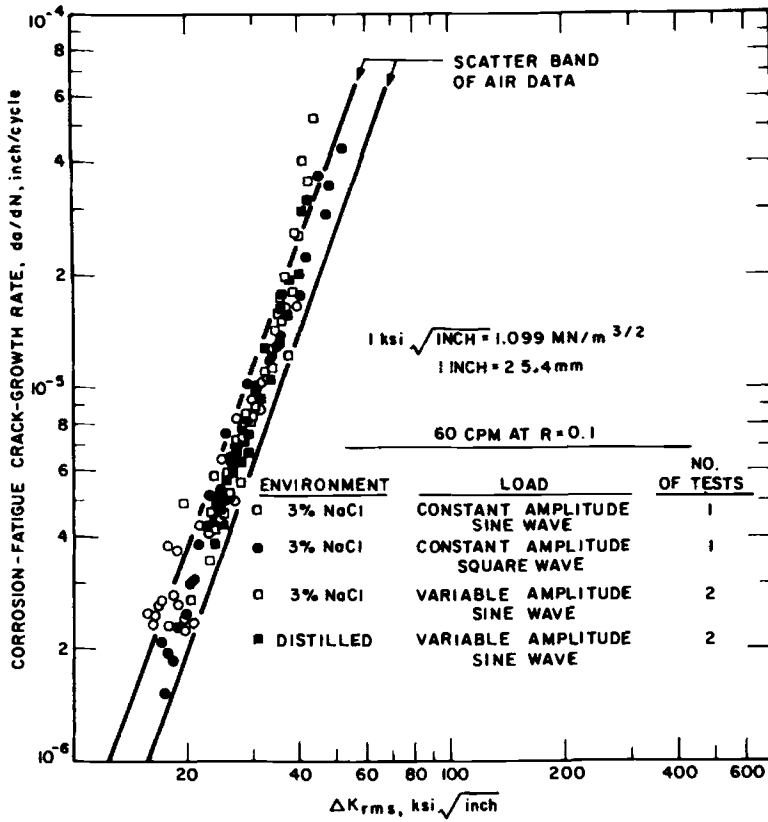 CORROSION-FATIGUE CRACK-GROWTH RATE, da/dN, inch/cycle
10^-4
8
6
4
2
10^-5
8
6
4
2
10^-6
SCATTER BAND
OF AIR DATA
1 ksi √INCH = 1.099 MN/m^3/2
1 INCH = 25.4mm
60 CPM AT R = 0.1
ENVIRONMENT LOAD NO. OF TESTS
○ 3% NaCl CONSTANT AMPLITUDE 1
SINE WAVE
● 3% NaCl CONSTANT AMPLITUDE 1
SQUARE WAVE
□ 3% NaCl VARIABLE AMPLITUDE 2
SINE WAVE
■ DISTILLED VARIABLE AMPLITUDE 2
SINE WAVE
20 40 60 80 100 200 400 600
ΔKrms, ksi √inch